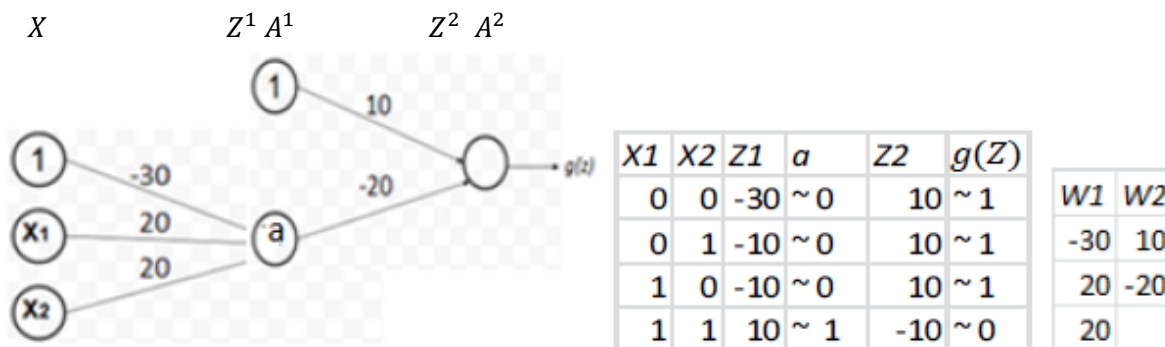 X Z¹ A¹ Z² A²
1
10
1
-30
-20
g(z)
X1
20
a
20
X2
X1 X2 Z1 a Z2 g(Z)
0 0 -30 ~ 0 10 ~ 1
0 1 -10 ~ 0 10 ~ 1
1 0 -10 ~ 0 10 ~ 1
1 1 10 ~ 1 -10 ~ 0
W1 W2
-30 10
20 -20
20